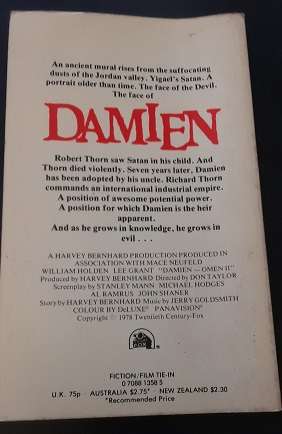 An ancient mural rises from the suffocating
dusts of the Jordan valley. Yigael's Satan. A
portrait older than time. The face of the Devil.
The face of
DAMIEN
Robert Thorn saw Satan in his child. And
Thorn died violently. Seven years later, Damien
has been adopted by his uncle. Richard Thorn
commands an international industrial empire.
A position of awesome potential power.
A position for which Damien is the heir
apparent.
And as he grows in knowledge, he grows in
evil . . .
A HARVEY BERNHARD PRODUCTION PRODUCED IN
ASSOCIATION WITH MACE NEUFELD
WILLIAM HOLDEN LEE GRANT "DAMIEN — OMEN II"
Produced by HARVEY BERNHARD Directed by DON TAYLOR
Screenplay by STANLEY MANN MICHAEL HODGES
AL RAMRUS JOHN SHANER
Story by HARVEY BERNHARD Music by JERRY GOLDSMITH
COLOUR BY DeLUXE® PANAVISION®
Copyright © 1978 Twentieth Century-Fox
FICTION/FILM TIE-IN
0 7088 1358 5
U.K. 75p · AUSTRALIA $2.75* · NEW ZEALAND $2.30
*Recommended Price